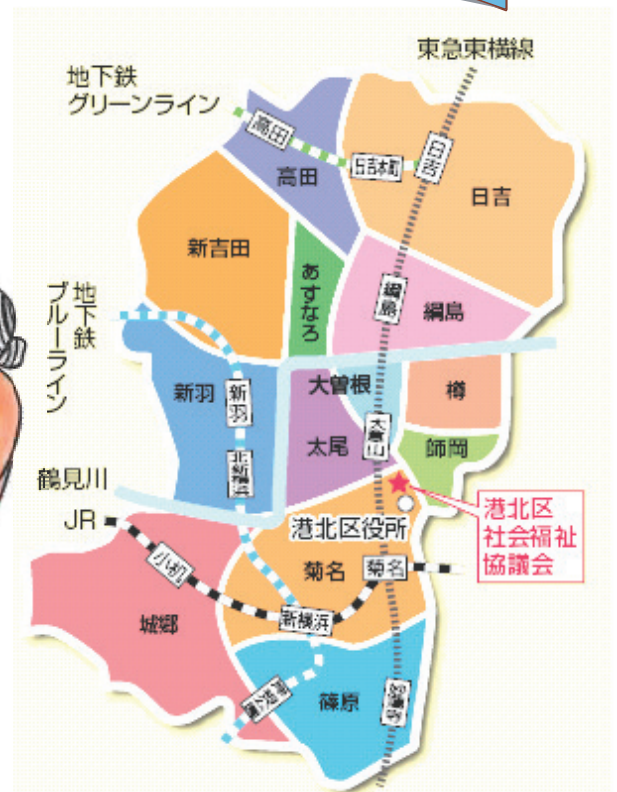 東急東横線
地下鉄
グリーンライン
高田
日吉本町
日吉
高田
日吉
新吉田
あすなろ
綱島
綱島
地下鉄
ブルーライン
新羽
新羽
大曽根
樽
太尾
大倉山
師岡
北新横浜
鶴見川
JR
港北区役所
港北区
社会福祉
協議会
小机
菊名
菊名
新横浜
城郷
篠原
岸根公園
妙蓮寺